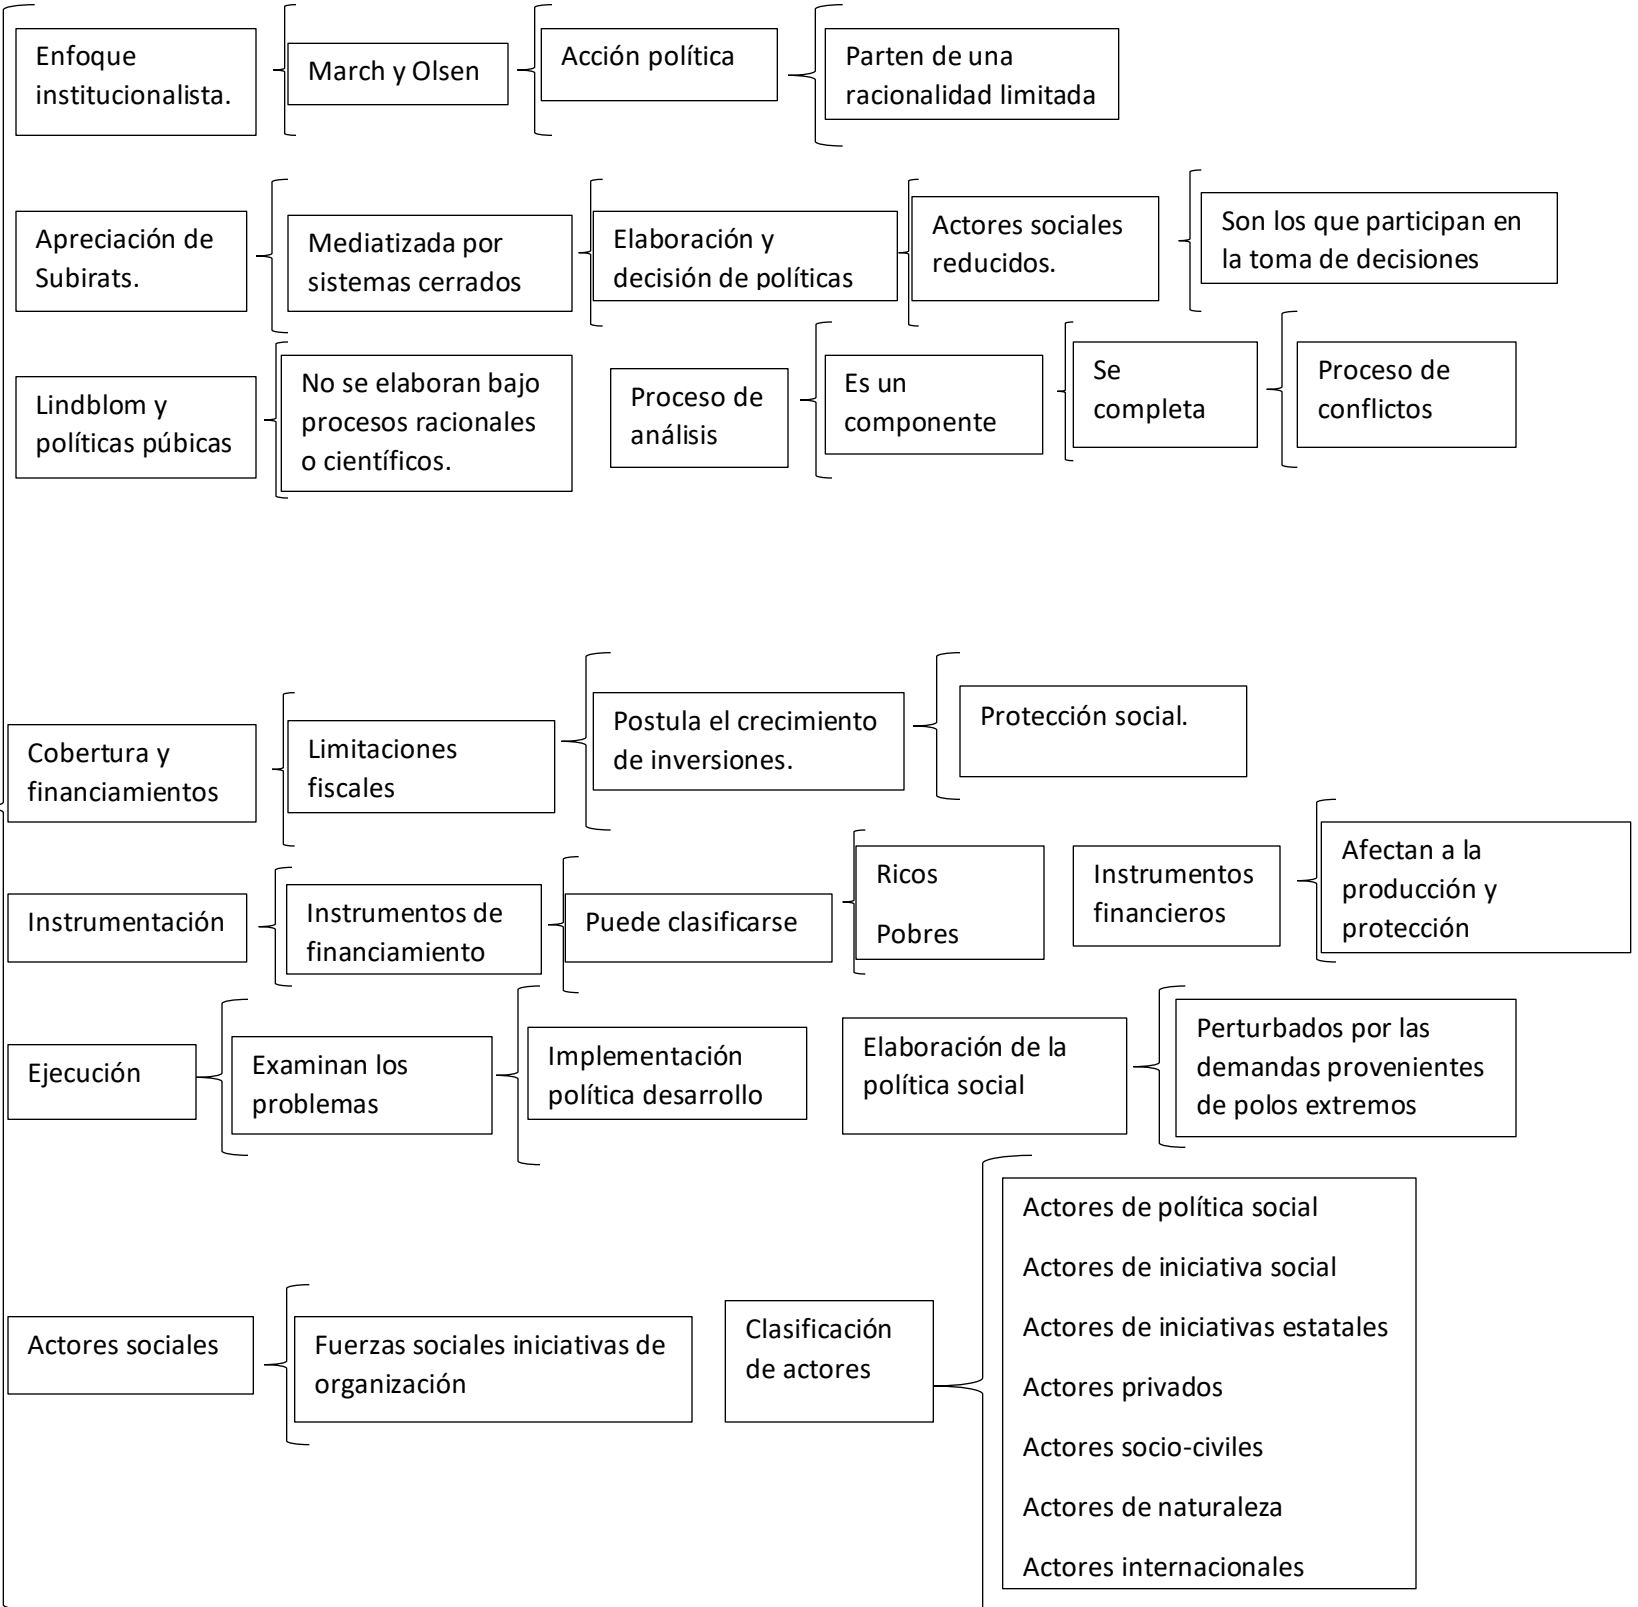 Enfoque
institucionalista.
March y Olsen
Acción política
Parten de una
racionalidad limitada
Apreciación de
Subirats.
Mediatizada por
sistemas cerrados
Elaboración y
decisión de políticas
Actores sociales
reducidos.
Son los que participan en
la toma de decisiones
Lindblom y
políticas púbicas
No se elaboran bajo
procesos racionales
o científicos.
Proceso de
análisis
Es un
componente
Se
completa
Proceso de
conflictos
Cobertura y
financiamientos
Limitaciones
fiscales
Postula el crecimiento
de inversiones.
Protección social.
Instrumentación
Instrumentos de
financiamiento
Puede clasificarse
Ricos
Pobres
Instrumentos
financieros
Afectan a la
producción y
protección
Ejecución
Examinan los
problemas
Implementación
política desarrollo
Elaboración de la
política social
Perturbados por las
demandas provenientes
de polos extremos
Actores sociales
Fuerzas sociales iniciativas de
organización
Clasificación
de actores
Actores de política social
Actores de iniciativa social
Actores de iniciativas estatales
Actores privados
Actores socio-civiles
Actores de naturaleza
Actores internacionales